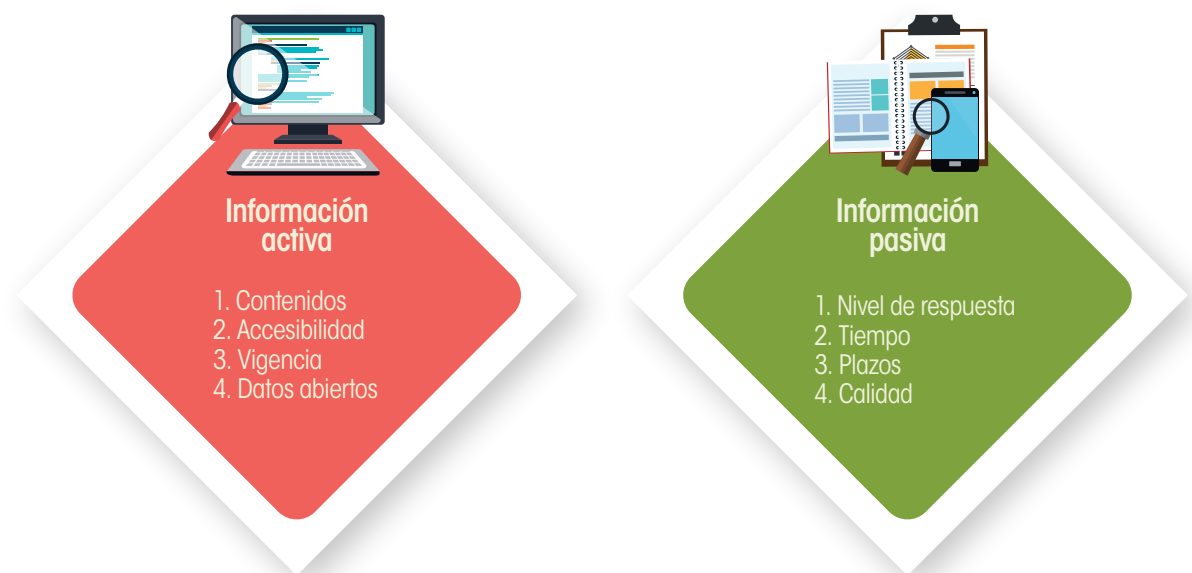 Información
activa
1. Contenidos
2. Accesibilidad
3. Vigencia
4. Datos abiertos
Información
pasiva
1. Nivel de respuesta
2. Tiempo
3. Plazos
4. Calidad